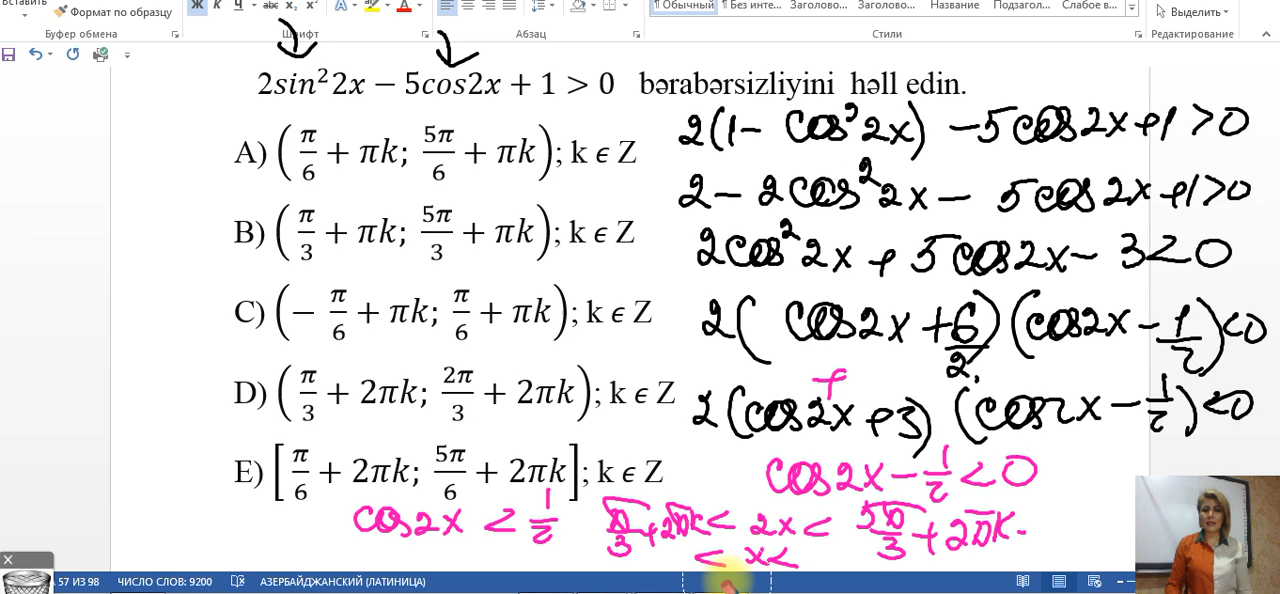 Вставить
Формат по образцу
Ж К Ч abc x₂ x²
¶ Обычный ¶ Без инте... Заголово... Заголово... Название Подзагол... Слабое в...
Выделить
Буфер обмена Шрифт Абзац Стили Редактирование
2sin²2x − 5cos2x + 1 > 0 bərabərsizliyini həll edin.
A) (π/6 + πk; 5π/6 + πk); k ϵ Z
B) (π/3 + πk; 5π/3 + πk); k ϵ Z
C) (− π/6 + πk; π/6 + πk); k ϵ Z
D) (π/3 + 2πk; 2π/3 + 2πk); k ϵ Z
E) [π/6 + 2πk; 5π/6 + 2πk]; k ϵ Z
2(1 − cos²2x) − 5cos2x + 1 > 0
2 − 2cos²2x − 5cos2x + 1 > 0
2cos²2x + 5cos2x − 3 < 0
2(cos2x + 6/2)(cos2x − 1/2) < 0
+
2(cos2x + 3)(cos2x − 1/2) < 0
cos2x − 1/2 < 0
cos2x < 1/2 π/3 + 2πk < 2x < 5π/3 + 2πk
< x <
57 ИЗ 98 ЧИСЛО СЛОВ: 9200 АЗЕРБАЙДЖАНСКИЙ (ЛАТИНИЦА)